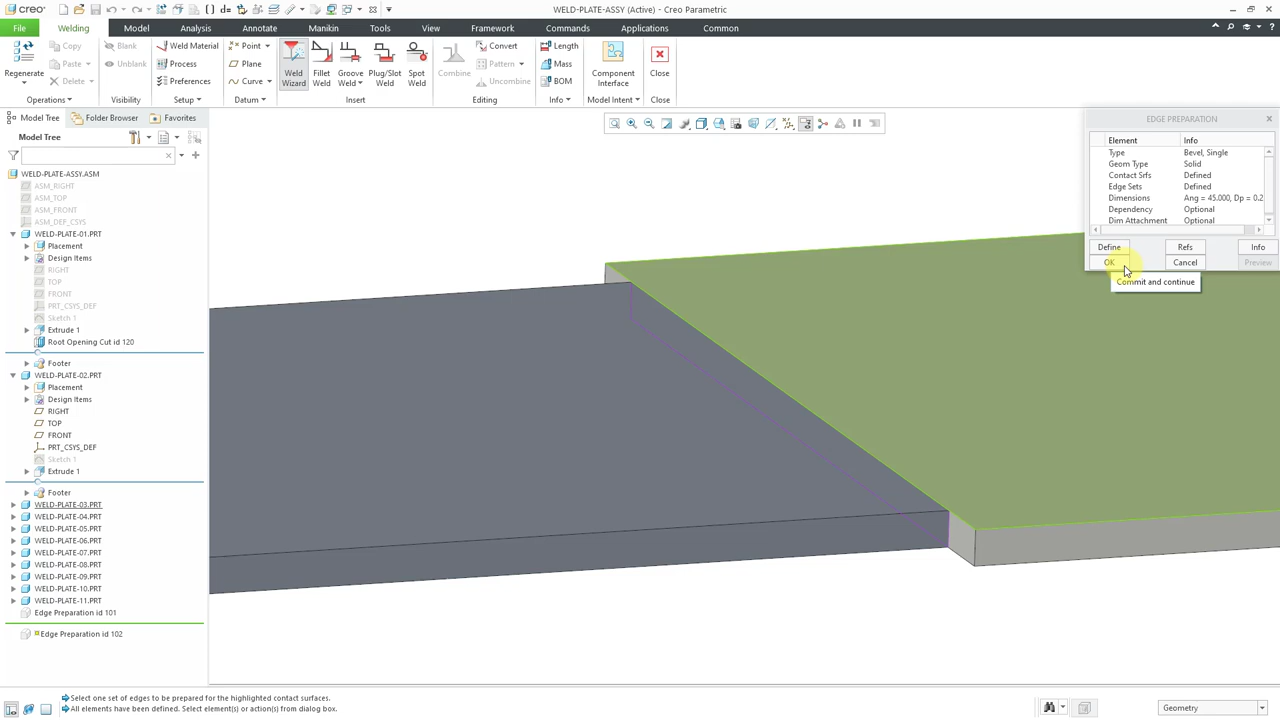 creo
WELD-PLATE-ASSY (Active) - Creo Parametric
File Welding Model Analysis Annotate Manikin Tools View Framework Commands Applications Common
Regenerate
Copy
Paste
Delete
Operations
Blank
Unblank
Visibility
Weld Material
Process
Preferences
Setup
Point
Plane
Curve
Datum
Weld Wizard
Fillet Weld
Groove Weld
Plug/Slot Weld
Spot Weld
Insert
Combine
Convert
Pattern
Uncombine
Editing
Length
Mass
BOM
Info
Component Interface
Model Intent
Close
Close
Model Tree Folder Browser Favorites
Model Tree
WELD-PLATE-ASSY.ASM
ASM_RIGHT
ASM_TOP
ASM_FRONT
ASM_DEF_CSYS
WELD-PLATE-01.PRT
Placement
Design Items
RIGHT
TOP
FRONT
PRT_CSYS_DEF
Sketch 1
Extrude 1
Root Opening Cut id 120
Footer
WELD-PLATE-02.PRT
Placement
Design Items
RIGHT
TOP
FRONT
PRT_CSYS_DEF
Sketch 1
Extrude 1
Footer
WELD-PLATE-03.PRT
WELD-PLATE-04.PRT
WELD-PLATE-05.PRT
WELD-PLATE-06.PRT
WELD-PLATE-07.PRT
WELD-PLATE-08.PRT
WELD-PLATE-09.PRT
WELD-PLATE-10.PRT
WELD-PLATE-11.PRT
Edge Preparation id 101
Edge Preparation id 102
EDGE PREPARATION
Element Info
Type Bevel, Single
Geom Type Solid
Contact Srfs Defined
Edge Sets Defined
Dimensions Ang = 45.000, Dp = 0.2
Dependency Optional
Dim Attachment Optional
Define Refs Info
OK Cancel Preview
Commit and continue
Select one set of edges to be prepared for the highlighted contact surfaces.
All elements have been defined. Select element(s) or action(s) from dialog box.
Geometry